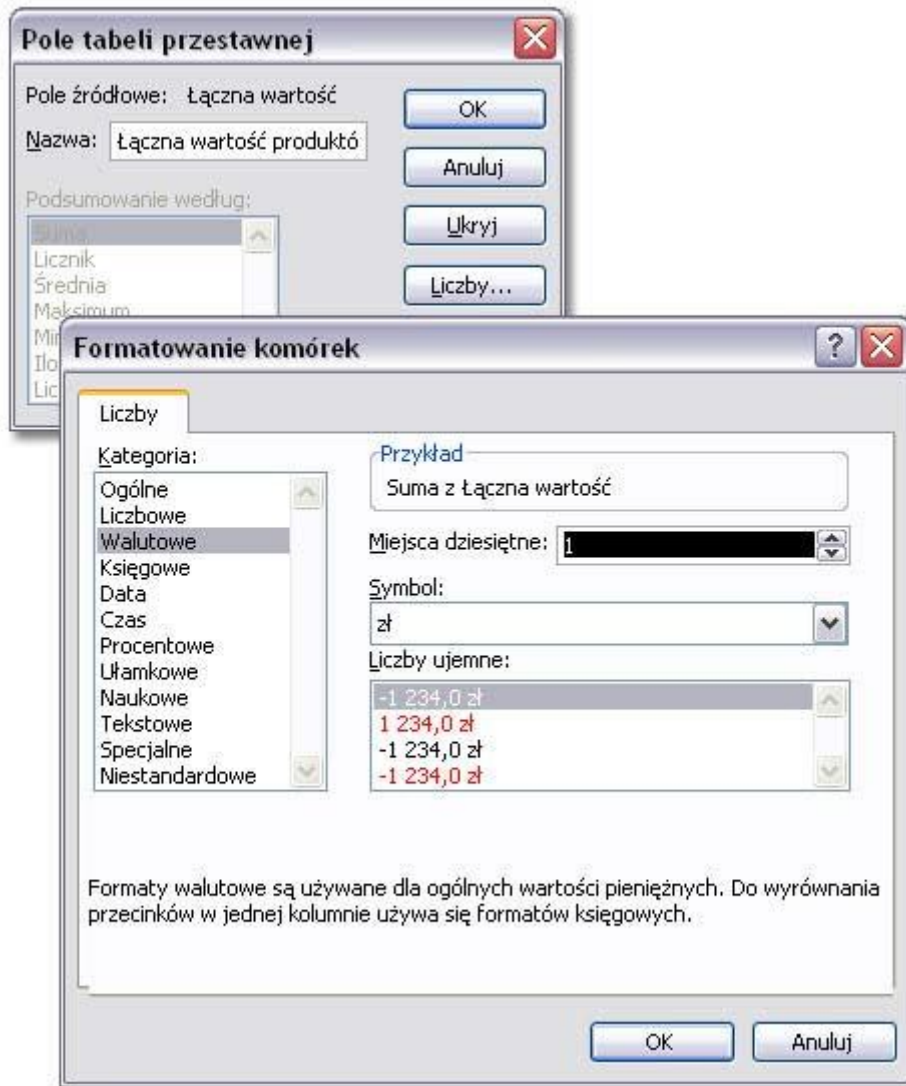 Pole tabeli przestawnej
Pole źródłowe: Łączna wartość
Nazwa: Łączna wartość produktó
OK
Anuluj
Ukryj
Liczby...
Podsumowanie według:
Suma
Licznik
Średnia
Maksimum
Formatowanie komórek
Liczby
Kategoria:
Ogólne
Liczbowe
Walutowe
Księgowe
Data
Czas
Procentowe
Ułamkowe
Naukowe
Tekstowe
Specjalne
Niestandardowe
Przykład
Suma z Łączna wartość
Miejsca dziesiętne: 1
Symbol:
zł
Liczby ujemne:
-1 234,0 zł
1 234,0 zł
-1 234,0 zł
-1 234,0 zł
Formaty walutowe są używane dla ogólnych wartości pieniężnych. Do wyrównania
przecinków w jednej kolumnie używa się formatów księgowych.
OK
Anuluj